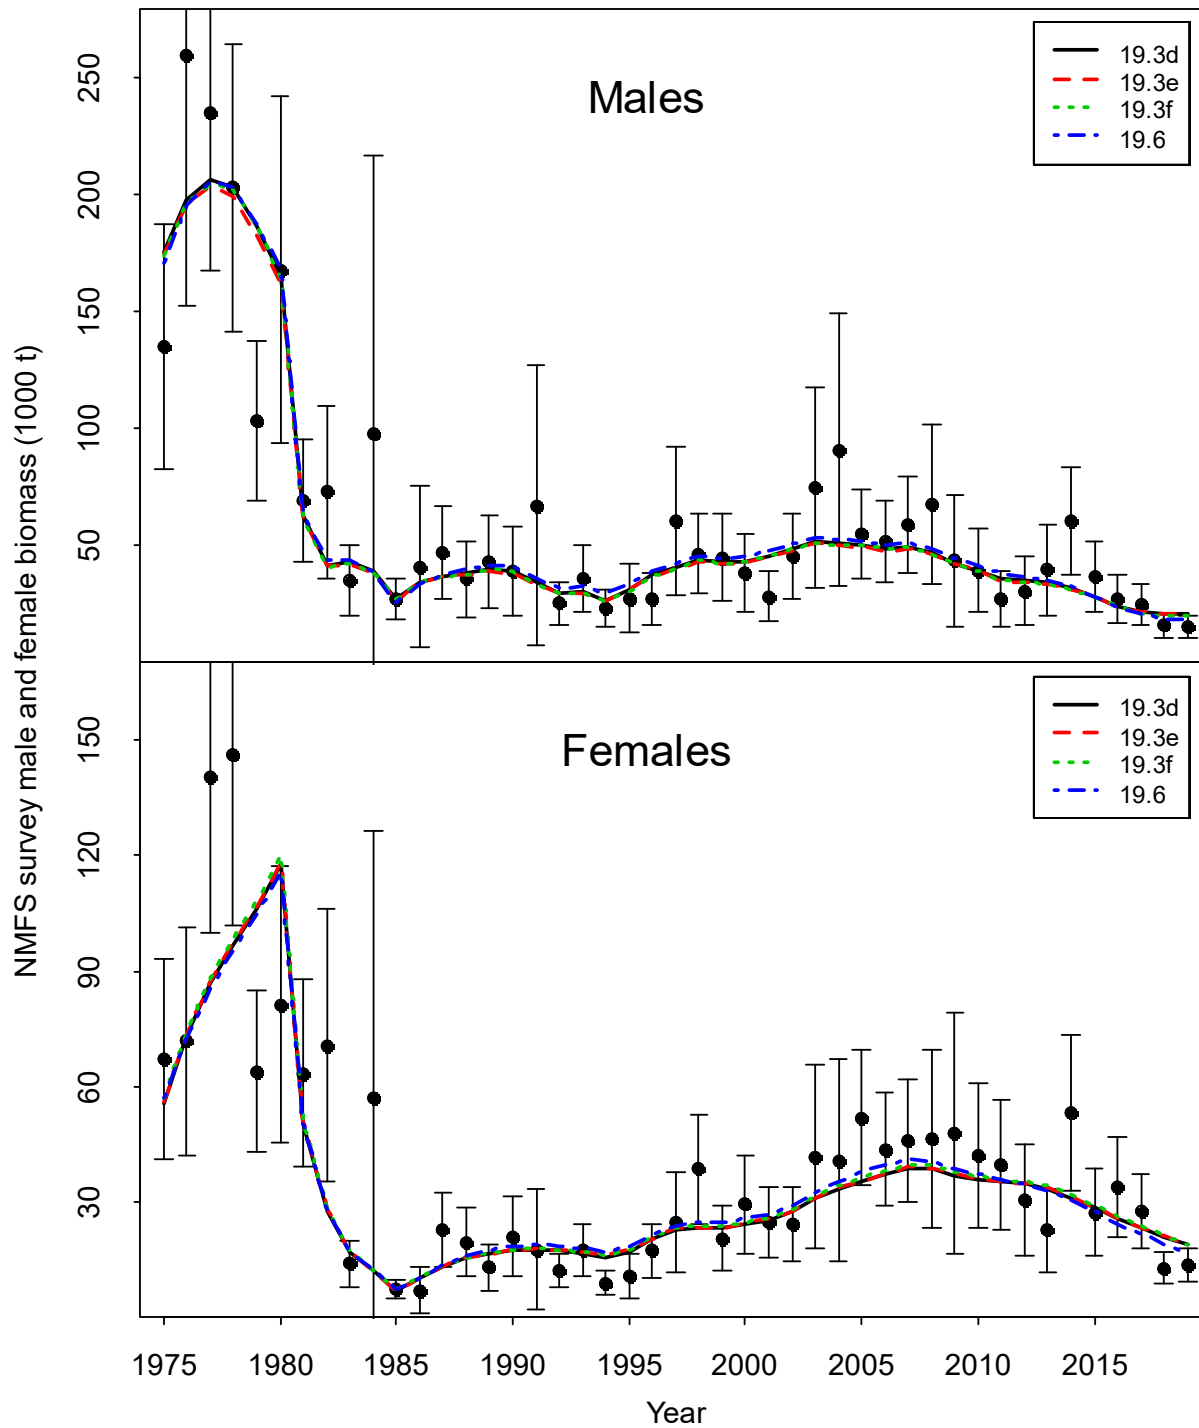 NMFS survey male and female biomass (1000 t)
Males
250
200
150
100
50
19.3d
19.3e
19.3f
19.6
Females
150
120
90
60
30
19.3d
19.3e
19.3f
19.6
1975 1980 1985 1990 1995 2000 2005 2010 2015
Year